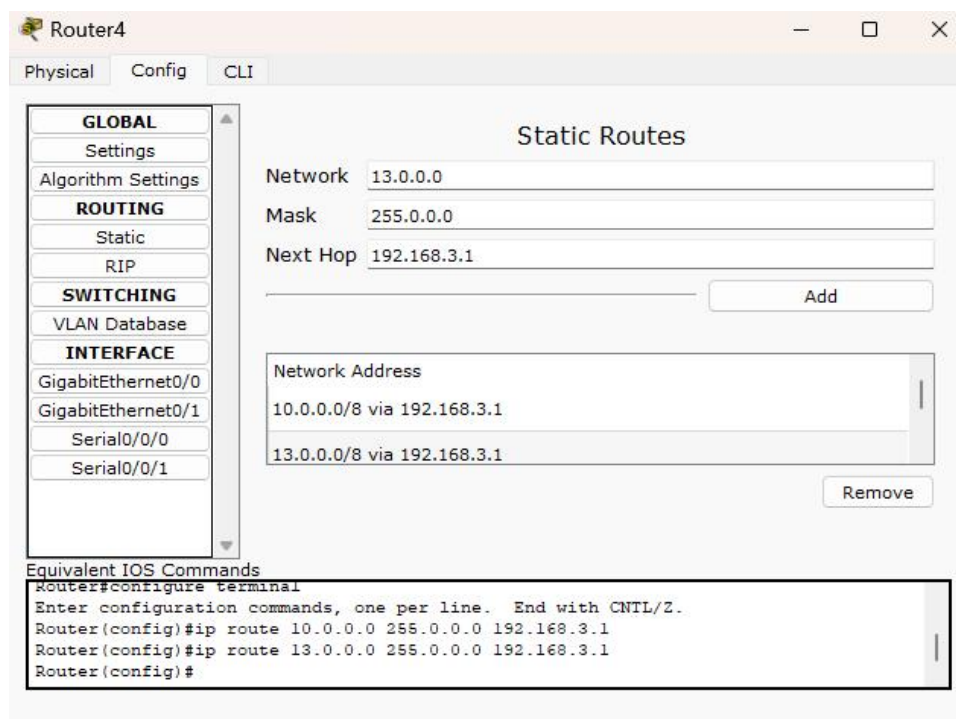 Router4
Physical Config CLI
GLOBAL
Settings
Algorithm Settings
ROUTING
Static
RIP
SWITCHING
VLAN Database
INTERFACE
GigabitEthernet0/0
GigabitEthernet0/1
Serial0/0/0
Serial0/0/1
Static Routes
Network 13.0.0.0
Mask 255.0.0.0
Next Hop 192.168.3.1
Add
Network Address
10.0.0.0/8 via 192.168.3.1
13.0.0.0/8 via 192.168.3.1
Remove
Equivalent IOS Commands
Router#configure terminal
Enter configuration commands, one per line. End with CNTL/Z.
Router(config)#ip route 10.0.0.0 255.0.0.0 192.168.3.1
Router(config)#ip route 13.0.0.0 255.0.0.0 192.168.3.1
Router(config)#